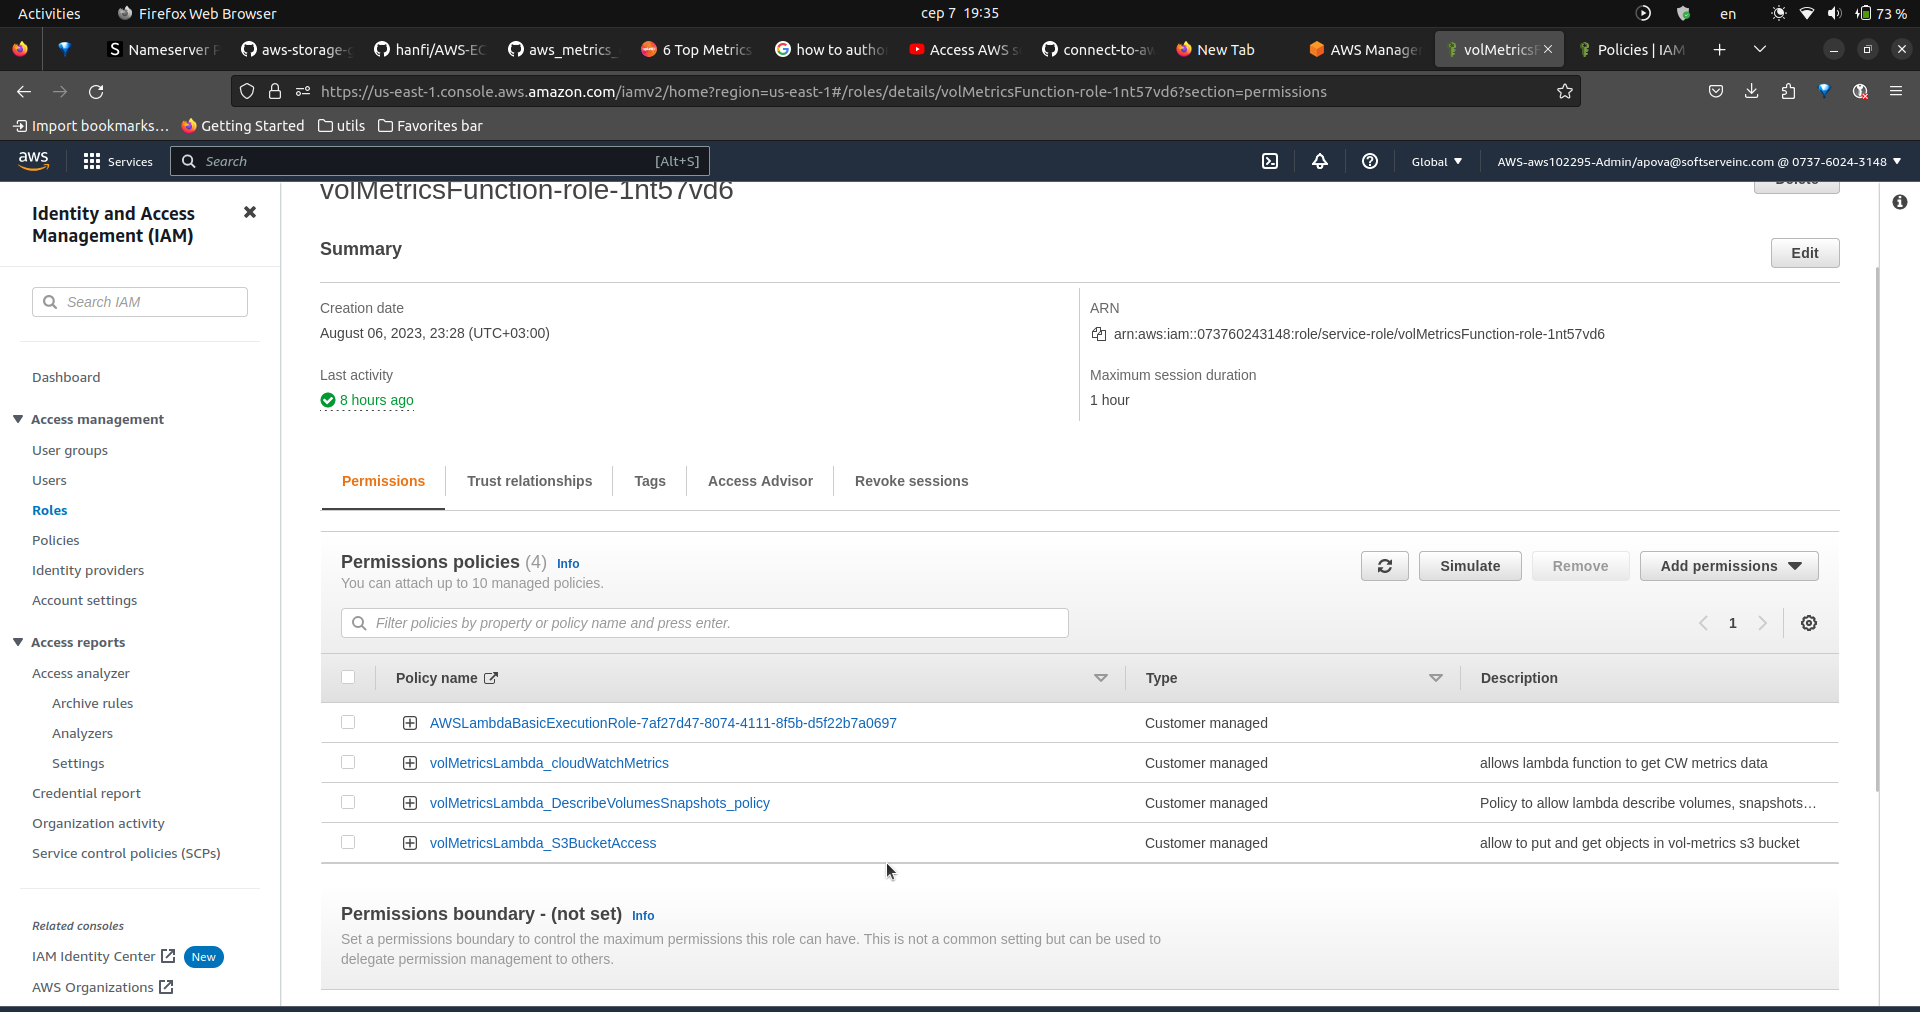 Activities
Firefox Web Browser
сер 7 19:35
en
73 %
Nameserver P
aws-storage-
hanfi/AWS-EC
aws_metrics_
6 Top Metrics
how to autho
Access AWS s
connect-to-aw
New Tab
AWS Manage
volMetricsF
Policies | IAM
https://us-east-1.console.aws.amazon.com/iamv2/home?region=us-east-1#/roles/details/volMetricsFunction-role-1nt57vd6?section=permissions
Import bookmarks...
Getting Started
utils
Favorites bar
aws
Services
Search
[Alt+S]
Global
AWS-aws102295-Admin/apova@softserveinc.com @ 0737-6024-3148
Identity and Access
Management (IAM)
Search IAM
Dashboard
Access management
User groups
Users
Roles
Policies
Identity providers
Account settings
Access reports
Access analyzer
Archive rules
Analyzers
Settings
Credential report
Organization activity
Service control policies (SCPs)
Related consoles
IAM Identity Center
New
AWS Organizations
volMetricsFunction-role-1nt57vd6
Delete
Summary
Edit
Creation date
August 06, 2023, 23:28 (UTC+03:00)
ARN
arn:aws:iam::073760243148:role/service-role/volMetricsFunction-role-1nt57vd6
Last activity
8 hours ago
Maximum session duration
1 hour
Permissions
Trust relationships
Tags
Access Advisor
Revoke sessions
Permissions policies (4) Info
You can attach up to 10 managed policies.
Simulate
Remove
Add permissions
Filter policies by property or policy name and press enter.
1
Policy name
Type
Description
AWSLambdaBasicExecutionRole-7af27d47-8074-4111-8f5b-d5f22b7a0697
Customer managed
volMetricsLambda_cloudWatchMetrics
Customer managed
allows lambda function to get CW metrics data
volMetricsLambda_DescribeVolumesSnapshots_policy
Customer managed
Policy to allow lambda describe volumes, snapshots...
volMetricsLambda_S3BucketAccess
Customer managed
allow to put and get objects in vol-metrics s3 bucket
Permissions boundary - (not set) Info
Set a permissions boundary to control the maximum permissions this role can have. This is not a common setting but can be used to
delegate permission management to others.